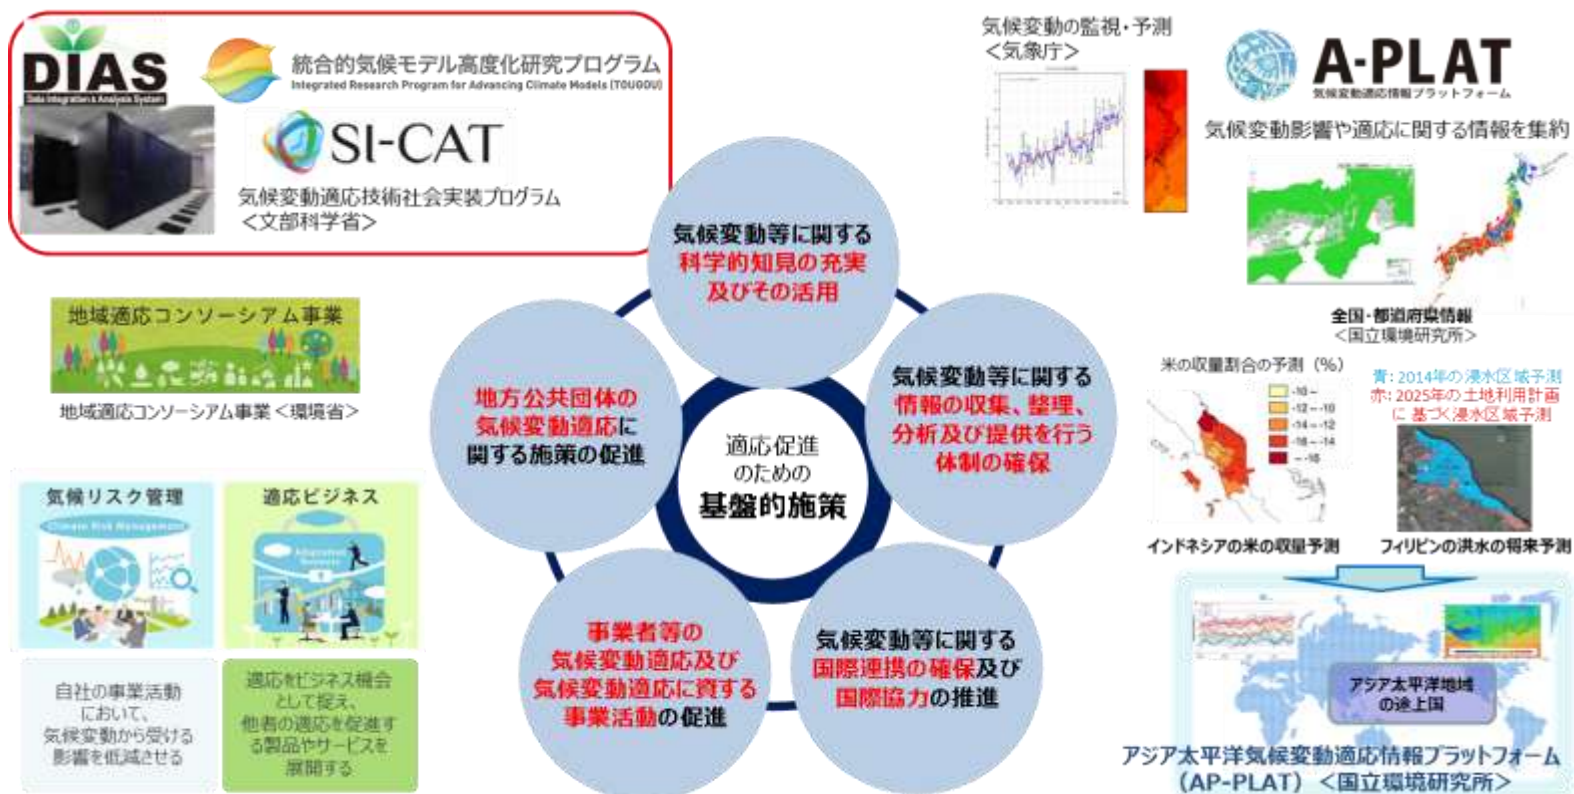 DIAS
Data Integration & Analysis System
統合的気候モデル高度化研究プログラム
Integrated Research Program for Advancing Climate Models (TOUGOU)
SI-CAT
気候変動適応技術社会実装プログラム
＜文部科学省＞
気候変動の監視・予測
＜気象庁＞
A-PLAT
気候変動適応情報プラットフォーム
気候変動影響や適応に関する情報を集約
全国・都道府県情報
＜国立環境研究所＞
気候変動等に関する
科学的知見の充実
及びその活用
地域適応コンソーシアム事業
地域適応コンソーシアム事業＜環境省＞
地方公共団体の
気候変動適応に
関する施策の促進
気候変動等に関する
情報の収集、整理、
分析及び提供を行う
体制の確保
適応促進
のための
基盤的施策
米の収量割合の予測（%）
-10 –
-12 – -10
-14 – -12
-16 – -14
– -16
インドネシアの米の収量予測
青：2014年の浸水区域予測
赤：2025年の土地利用計画
に基づく浸水区域予測
フィリピンの洪水の将来予測
気候リスク管理
Climate Risk Management
適応ビジネス
Adaptation
Business
自社の事業活動
において、
気候変動から受ける
影響を低減させる
適応をビジネス機会
として捉え、
他者の適応を促進す
る製品やサービスを
展開する
事業者等の
気候変動適応及び
気候変動適応に資する
事業活動の促進
気候変動等に関する
国際連携の確保及び
国際協力の推進
アジア太平洋地域
の途上国
アジア太平洋気候変動適応情報プラットフォーム
（AP-PLAT）＜国立環境研究所＞